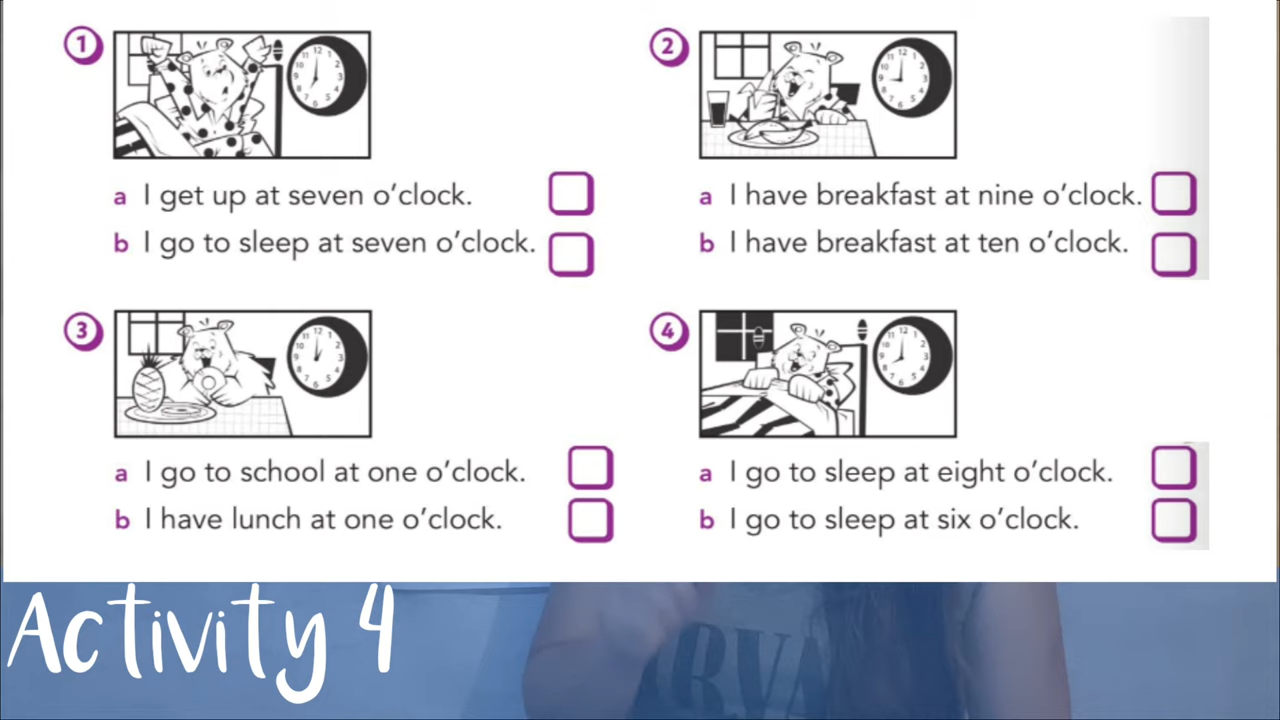 1
a I get up at seven o'clock.
b I go to sleep at seven o'clock.
2
a I have breakfast at nine o'clock.
b I have breakfast at ten o'clock.
3
a I go to school at one o'clock.
b I have lunch at one o'clock.
4
a I go to sleep at eight o'clock.
b I go to sleep at six o'clock.
Activity 4